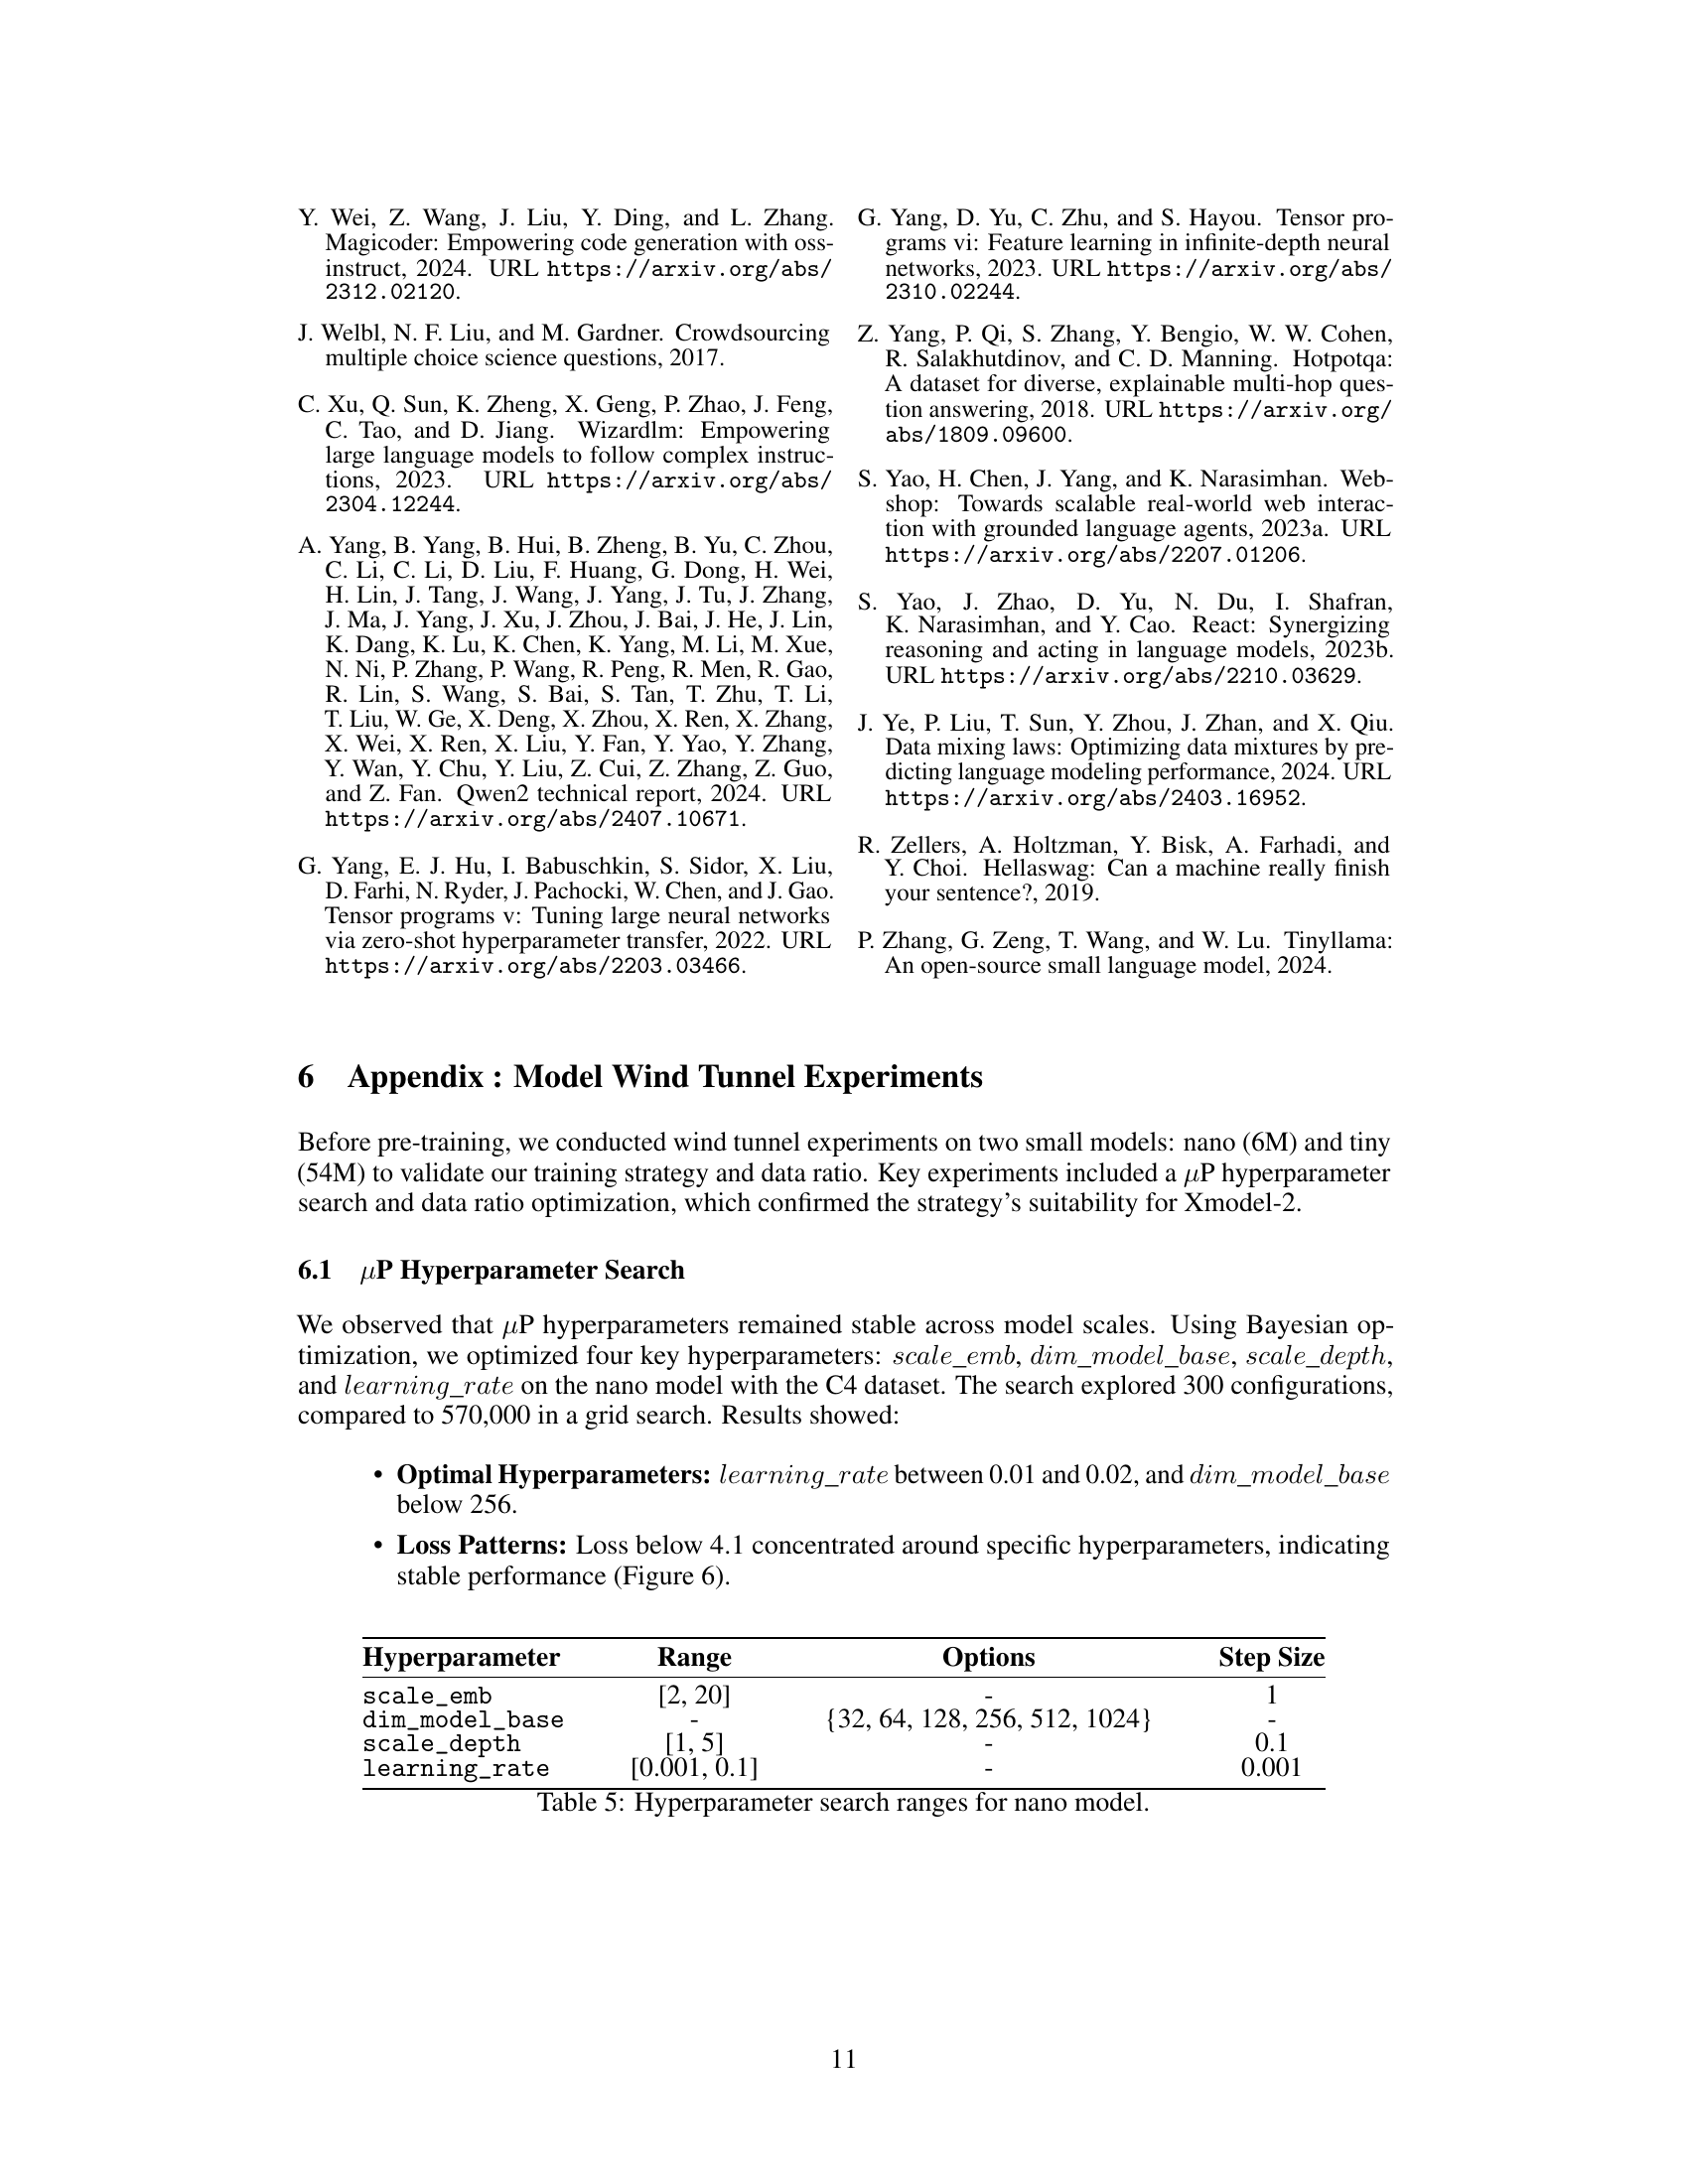 Y. Wei, Z. Wang, J. Liu, Y. Ding, and L. Zhang.
Magicoder: Empowering code generation with oss-
instruct, 2024. URL https://arxiv.org/abs/
2312.02120.
J. Welbl, N. F. Liu, and M. Gardner. Crowdsourcing
multiple choice science questions, 2017.
C. Xu, Q. Sun, K. Zheng, X. Geng, P. Zhao, J. Feng,
C. Tao, and D. Jiang. Wizardlm: Empowering
large language models to follow complex instruc-
tions, 2023. URL https://arxiv.org/abs/
2304.12244.
A. Yang, B. Yang, B. Hui, B. Zheng, B. Yu, C. Zhou,
C. Li, C. Li, D. Liu, F. Huang, G. Dong, H. Wei,
H. Lin, J. Tang, J. Wang, J. Yang, J. Tu, J. Zhang,
J. Ma, J. Yang, J. Xu, J. Zhou, J. Bai, J. He, J. Lin,
K. Dang, K. Lu, K. Chen, K. Yang, M. Li, M. Xue,
N. Ni, P. Zhang, P. Wang, R. Peng, R. Men, R. Gao,
R. Lin, S. Wang, S. Bai, S. Tan, T. Zhu, T. Li,
T. Liu, W. Ge, X. Deng, X. Zhou, X. Ren, X. Zhang,
X. Wei, X. Ren, X. Liu, Y. Fan, Y. Yao, Y. Zhang,
Y. Wan, Y. Chu, Y. Liu, Z. Cui, Z. Zhang, Z. Guo,
and Z. Fan. Qwen2 technical report, 2024. URL
https://arxiv.org/abs/2407.10671.
G. Yang, E. J. Hu, I. Babuschkin, S. Sidor, X. Liu,
D. Farhi, N. Ryder, J. Pachocki, W. Chen, and J. Gao.
Tensor programs v: Tuning large neural networks
via zero-shot hyperparameter transfer, 2022. URL
https://arxiv.org/abs/2203.03466.
G. Yang, D. Yu, C. Zhu, and S. Hayou. Tensor pro-
grams vi: Feature learning in infinite-depth neural
networks, 2023. URL https://arxiv.org/abs/
2310.02244.
Z. Yang, P. Qi, S. Zhang, Y. Bengio, W. W. Cohen,
R. Salakhutdinov, and C. D. Manning. Hotpotqa:
A dataset for diverse, explainable multi-hop ques-
tion answering, 2018. URL https://arxiv.org/
abs/1809.09600.
S. Yao, H. Chen, J. Yang, and K. Narasimhan. Web-
shop: Towards scalable real-world web interac-
tion with grounded language agents, 2023a. URL
https://arxiv.org/abs/2207.01206.
S. Yao, J. Zhao, D. Yu, N. Du, I. Shafran,
K. Narasimhan, and Y. Cao. React: Synergizing
reasoning and acting in language models, 2023b.
URL https://arxiv.org/abs/2210.03629.
J. Ye, P. Liu, T. Sun, Y. Zhou, J. Zhan, and X. Qiu.
Data mixing laws: Optimizing data mixtures by pre-
dicting language modeling performance, 2024. URL
https://arxiv.org/abs/2403.16952.
R. Zellers, A. Holtzman, Y. Bisk, A. Farhadi, and
Y. Choi. Hellaswag: Can a machine really finish
your sentence?, 2019.
P. Zhang, G. Zeng, T. Wang, and W. Lu. Tinyllama:
An open-source small language model, 2024.
6 Appendix : Model Wind Tunnel Experiments
Before pre-training, we conducted wind tunnel experiments on two small models: nano (6M) and tiny
(54M) to validate our training strategy and data ratio. Key experiments included a μP hyperparameter
search and data ratio optimization, which confirmed the strategy's suitability for Xmodel-2.
6.1 μP Hyperparameter Search
We observed that μP hyperparameters remained stable across model scales. Using Bayesian op-
timization, we optimized four key hyperparameters: scale_emb, dim_model_base, scale_depth,
and learning_rate on the nano model with the C4 dataset. The search explored 300 configurations,
compared to 570,000 in a grid search. Results showed:
• Optimal Hyperparameters: learning_rate between 0.01 and 0.02, and dim_model_base
below 256.
• Loss Patterns: Loss below 4.1 concentrated around specific hyperparameters, indicating
stable performance (Figure 6).
Hyperparameter Range Options Step Size
scale_emb [2, 20] - 1
dim_model_base - {32, 64, 128, 256, 512, 1024} -
scale_depth [1, 5] - 0.1
learning_rate [0.001, 0.1] - 0.001
Table 5: Hyperparameter search ranges for nano model.
11